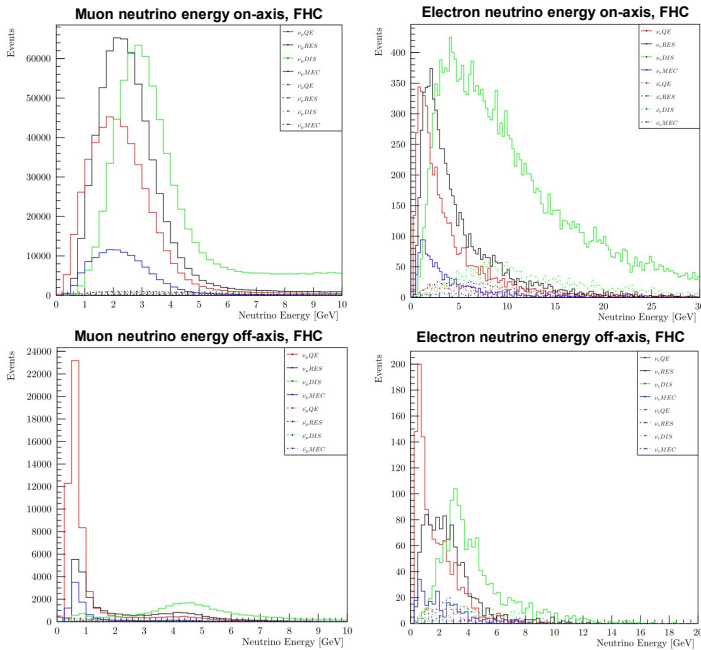 Muon neutrino energy on-axis, FHC
Events
60000
50000
40000
30000
20000
10000
0
0 1 2 3 4 5 6 7 8 9 10
Neutrino Energy [GeV]
ν_μQE
ν_μRES
ν_μDIS
ν_μMEC
ν̄_μQE
ν̄_μRES
ν̄_μDIS
ν̄_μMEC
Electron neutrino energy on-axis, FHC
Events
400
350
300
250
200
150
100
50
0
0 5 10 15 20 25 30
Neutrino Energy [GeV]
ν_eQE
ν_eRES
ν_eDIS
ν_eMEC
ν̄_eQE
ν̄_eRES
ν̄_eDIS
ν̄_eMEC
Muon neutrino energy off-axis, FHC
Events
24000
22000
20000
18000
16000
14000
12000
10000
8000
6000
4000
2000
0
0 1 2 3 4 5 6 7 8 9 10
Neutrino Energy [GeV]
ν_μQE
ν_μRES
ν_μDIS
ν_μMEC
ν̄_μQE
ν̄_μRES
ν̄_μDIS
ν̄_μMEC
Electron neutrino energy off-axis, FHC
Events
200
180
160
140
120
100
80
60
40
20
0
0 2 4 6 8 10 12 14 16 18 20
Neutrino Energy [GeV]
ν_eQE
ν_eRES
ν_eDIS
ν_eMEC
ν̄_eQE
ν̄_eRES
ν̄_eDIS
ν̄_eMEC